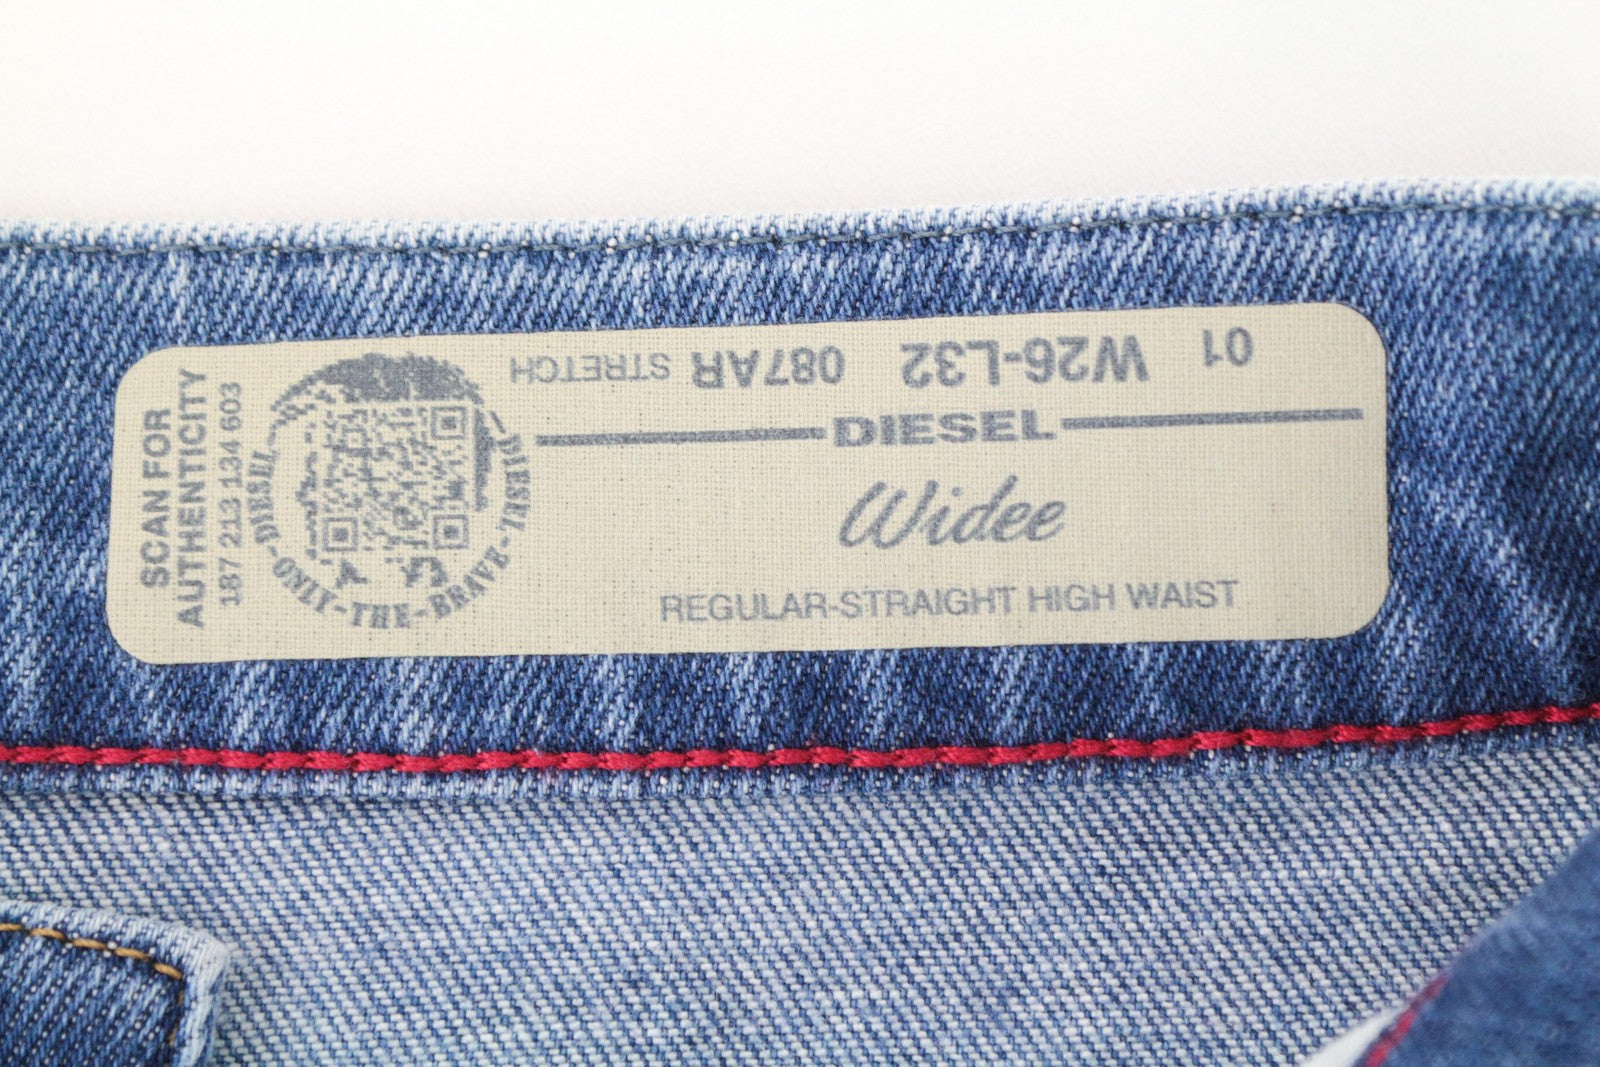 SCAN FOR
AUTHENTICITY
187 213 134 603
DIESEL-ONLY-THE-BRAVE-DIESEL
01 W26-L32 087AR STRETCH
DIESEL
Widee
REGULAR-STRAIGHT HIGH WAIST